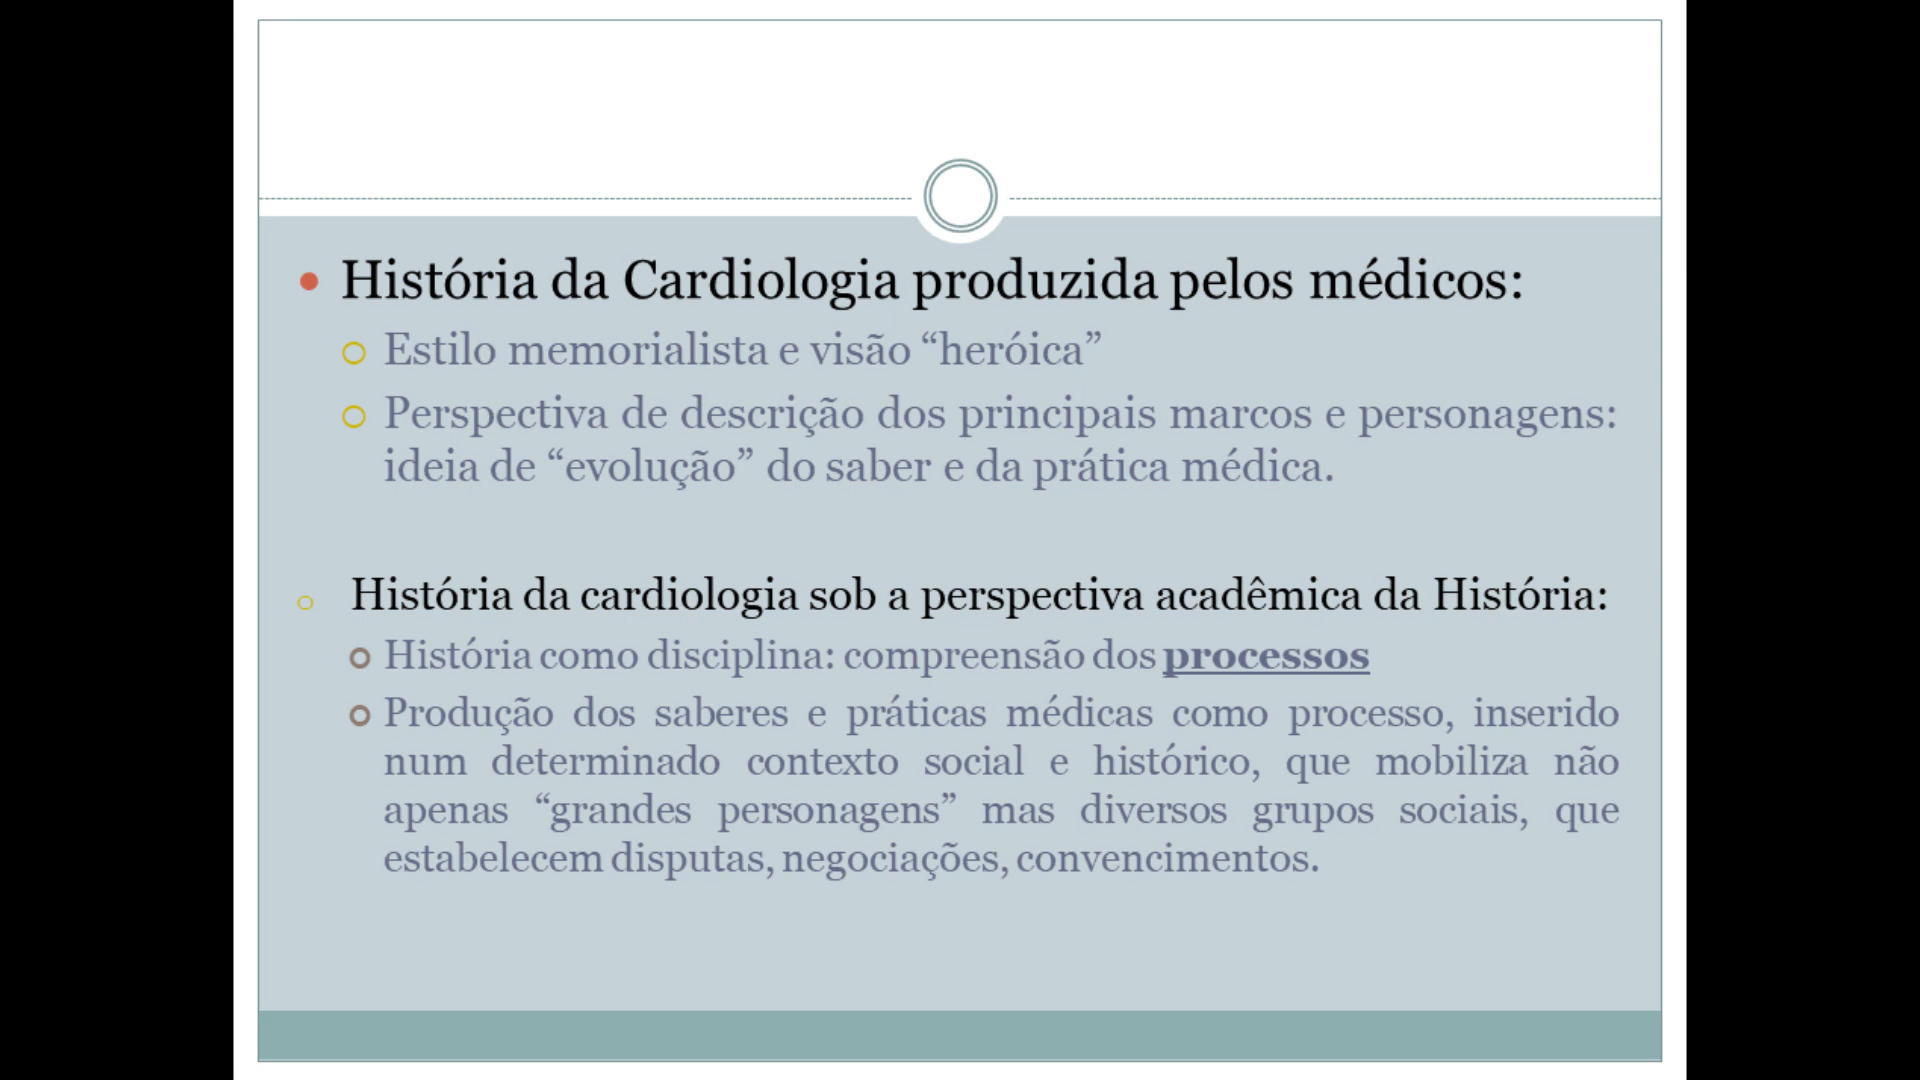 História da Cardiologia produzida pelos médicos:
Estilo memorialista e visão “heróica”
Perspectiva de descrição dos principais marcos e personagens:
ideia de “evolução” do saber e da prática médica.
História da cardiologia sob a perspectiva acadêmica da História:
História como disciplina: compreensão dos processos
Produção dos saberes e práticas médicas como processo, inserido
num determinado contexto social e histórico, que mobiliza não
apenas “grandes personagens” mas diversos grupos sociais, que
estabelecem disputas, negociações, convencimentos.